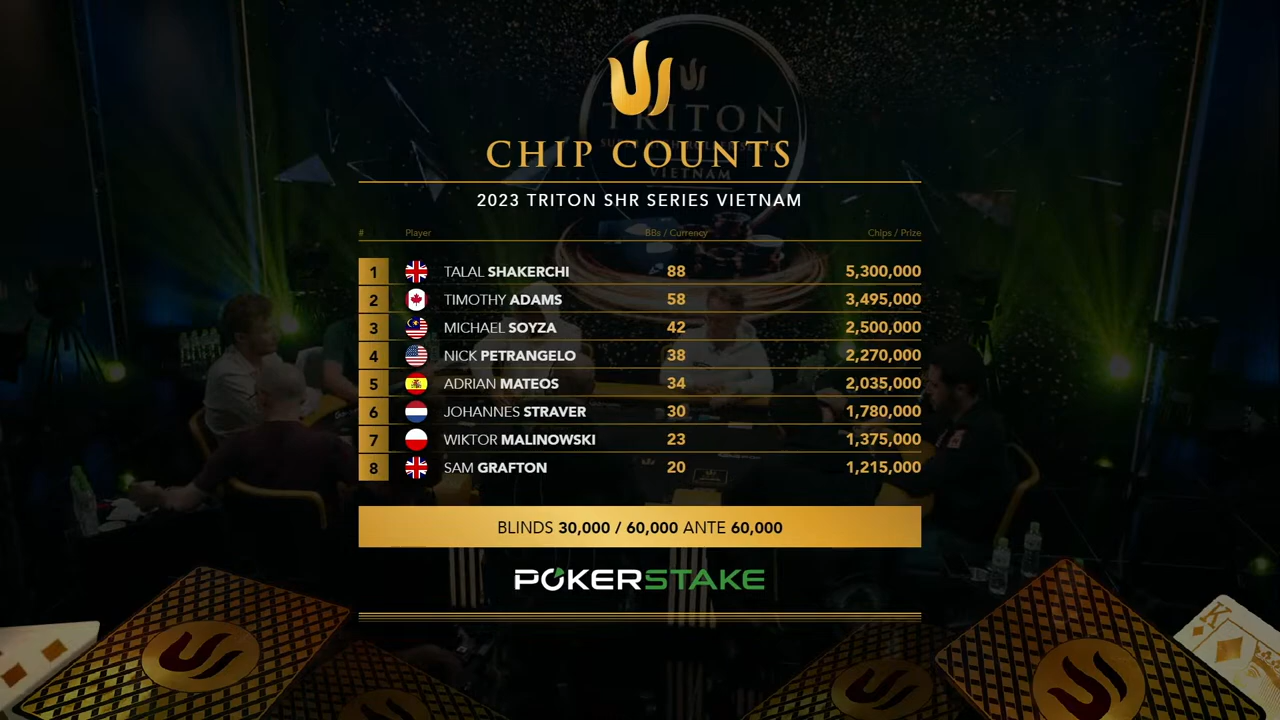 TRITON
VIETNAM
CHIP COUNTS
2023 TRITON SHR SERIES VIETNAM
# Player BBs / Currency Chips / Prize
1 TALAL SHAKERCHI 88 5,300,000
2 TIMOTHY ADAMS 58 3,495,000
3 MICHAEL SOYZA 42 2,500,000
4 NICK PETRANGELO 38 2,270,000
5 ADRIAN MATEOS 34 2,035,000
6 JOHANNES STRAVER 30 1,780,000
7 WIKTOR MALINOWSKI 23 1,375,000
8 SAM GRAFTON 20 1,215,000
BLINDS 30,000 / 60,000 ANTE 60,000
POKERSTAKE
K